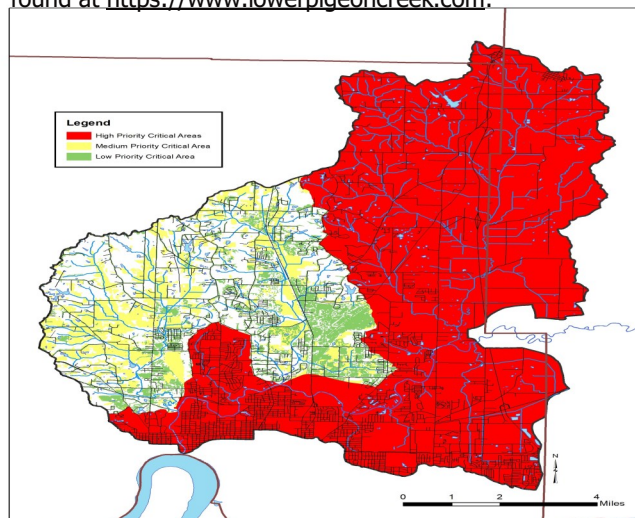 found at https://www.lowerpigeoncreek.com.
Legend
High Priority Critical Areas
Medium Priority Critical Area
Low Priority Critical Area
N
0 1 2 4
Miles